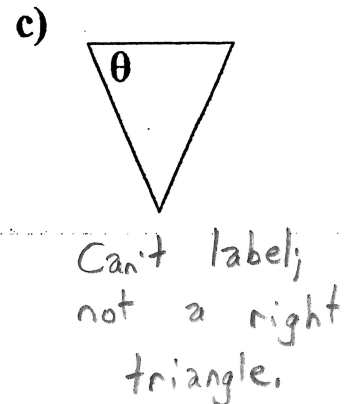 c)
θ
Can't label;
not a right
triangle.